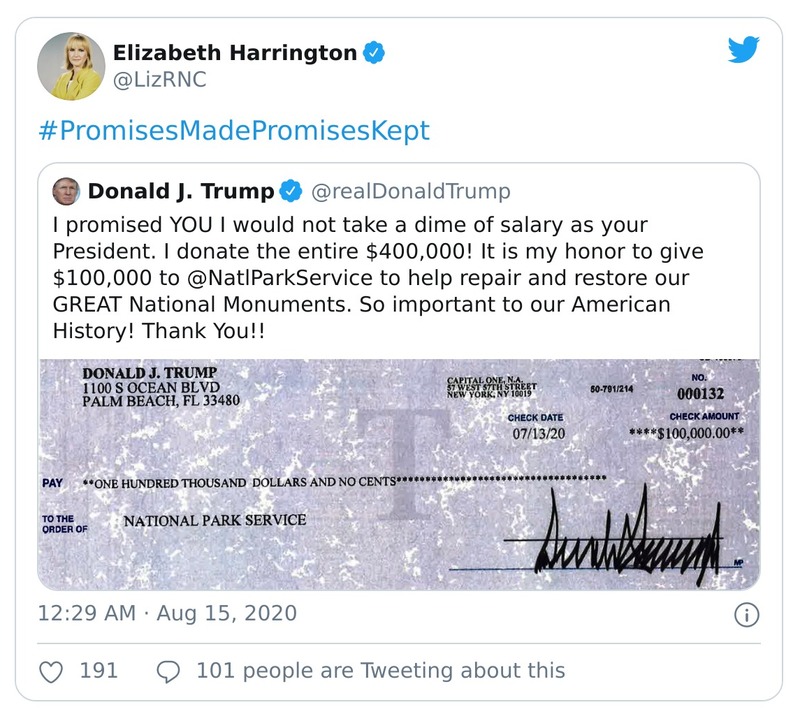 Elizabeth Harrington
@LizRNC
#PromisesMadePromisesKept
Donald J. Trump @realDonaldTrump
I promised YOU I would not take a dime of salary as your
President. I donate the entire $400,000! It is my honor to give
$100,000 to @NatlParkService to help repair and restore our
GREAT National Monuments. So important to our American
History! Thank You!!
DONALD J. TRUMP
1100 S OCEAN BLVD
PALM BEACH, FL 33480
CAPITAL ONE, N.A.
57 WEST 57TH STREET
NEW YORK, NY 10019
50-791/214
NO.
000132
CHECK DATE
07/13/20
CHECK AMOUNT
****$100,000.00**
PAY **ONE HUNDRED THOUSAND DOLLARS AND NO CENTS****************************************
TO THE
ORDER OF
NATIONAL PARK SERVICE
T
MP
12:29 AM · Aug 15, 2020
191 101 people are Tweeting about this